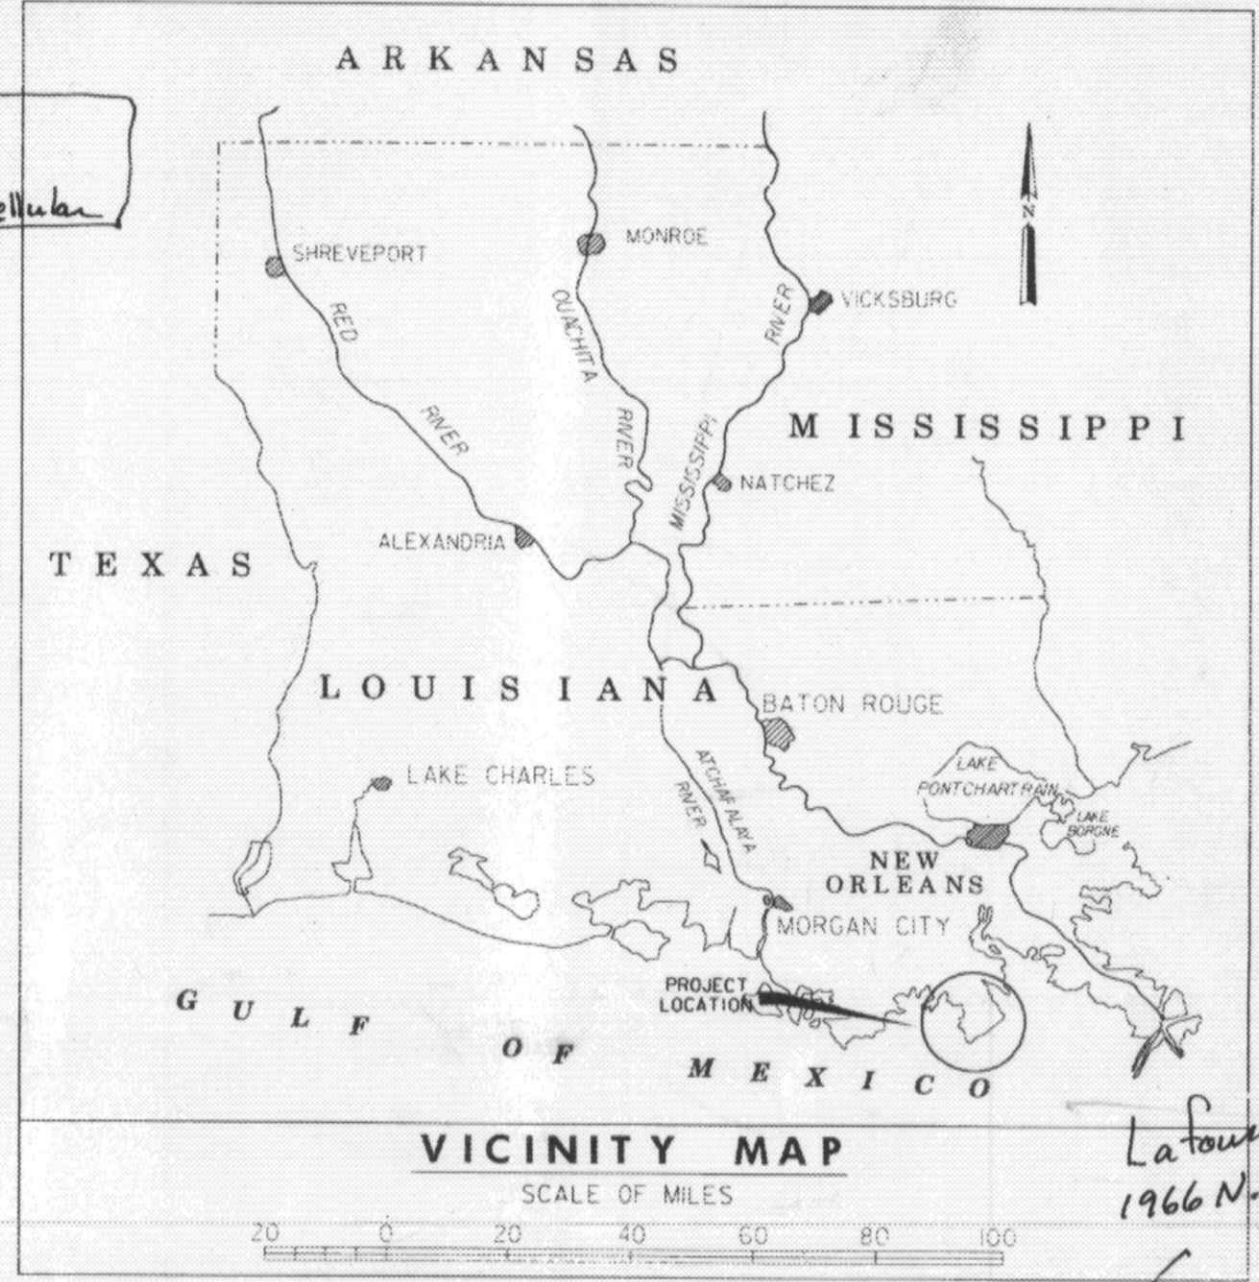 ARKANSAS
ellular
N
SHREVEPORT
MONROE
VICKSBURG
RED
RIVER
OUACHITA
RIVER
MISSISSIPPI
RIVER
MISSISSIPPI
NATCHEZ
ALEXANDRIA
TEXAS
LOUISIANA
BATON ROUGE
LAKE CHARLES
ATCHAFALAYA
RIVER
LAKE
PONTCHARTRAIN
LAKE
BORGNE
NEW
ORLEANS
MORGAN CITY
PROJECT
LOCATION
GULF OF MEXICO
VICINITY MAP
SCALE OF MILES
20 0 20 40 60 80 100
Lafou
1966 N.